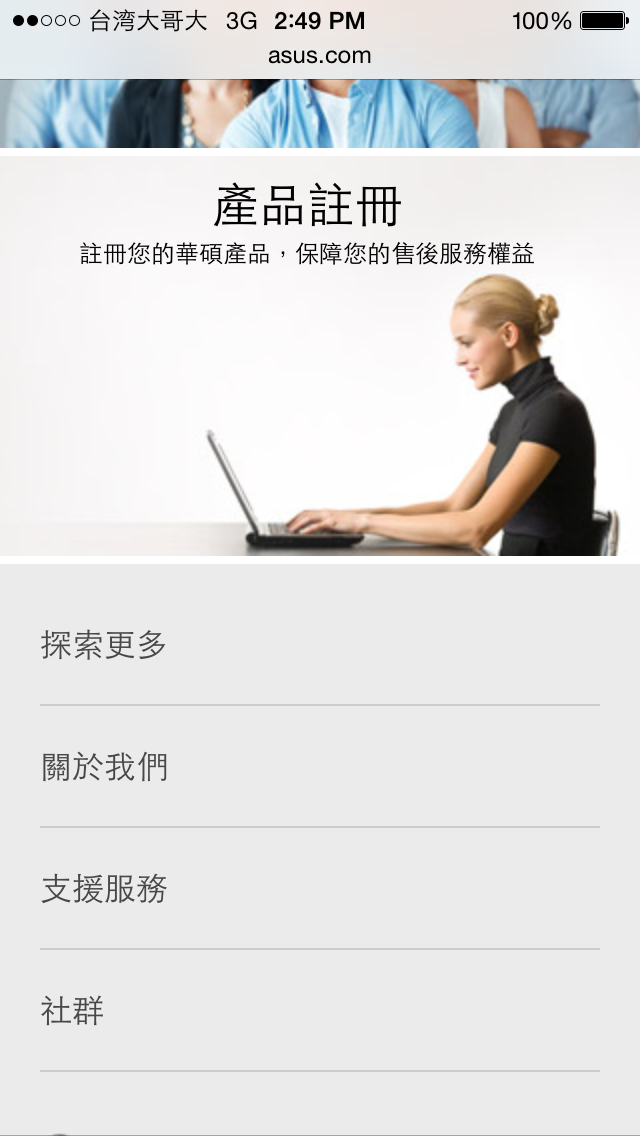 台湾大哥大 3G 2:49 PM 100%
asus.com
產品註冊
註冊您的華碩產品，保障您的售後服務權益
探索更多
關於我們
支援服務
社群